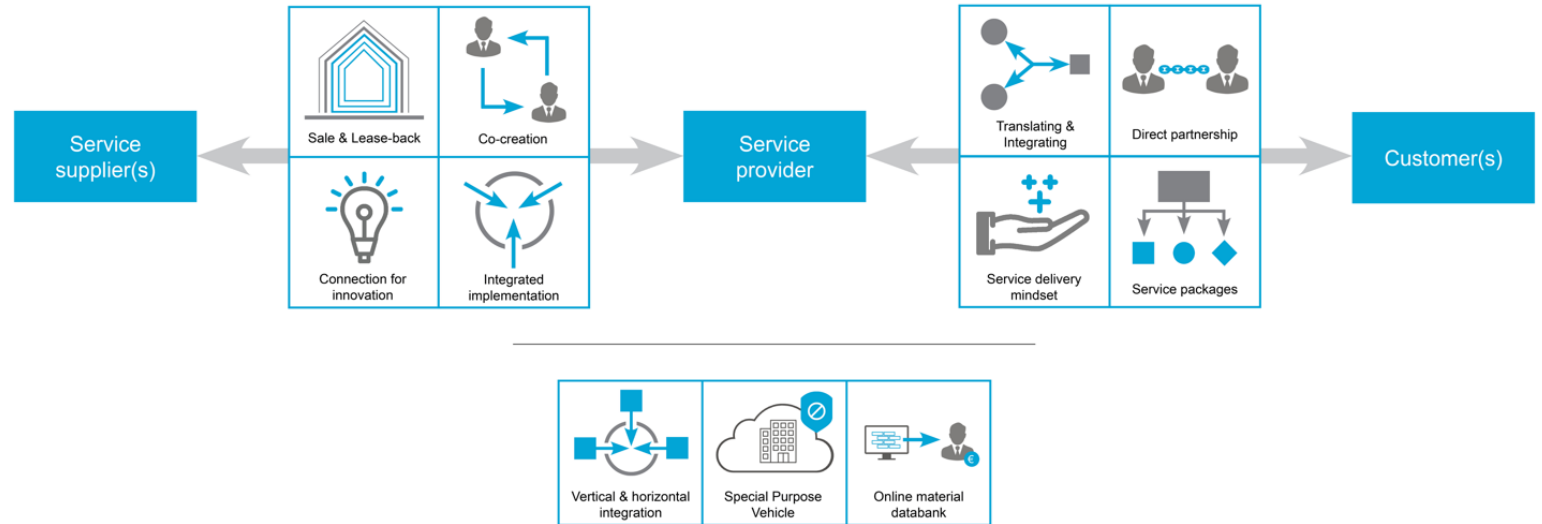 Service
supplier(s)
Sale & Lease-back
Co-creation
Connection for
innovation
Integrated
implementation
Service
provider
Translating &
Integrating
Direct partnership
Service delivery
mindset
Service packages
Customer(s)
Vertical & horizontal
integration
Special Purpose
Vehicle
Online material
databank
€